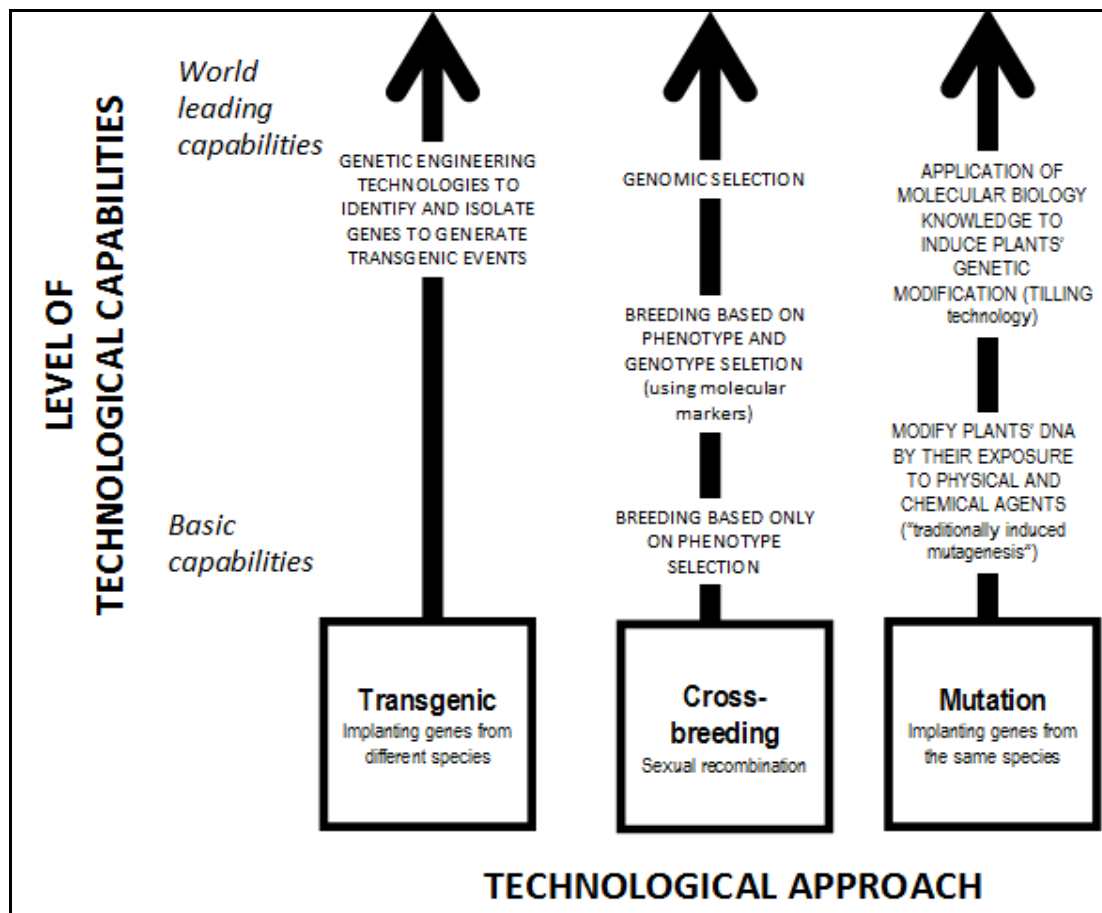 LEVEL OF
TECHNOLOGICAL CAPABILITIES
World
leading
capabilities
Basic
capabilities
GENETIC ENGINEERING
TECHNOLOGIES TO
IDENTIFY AND ISOLATE
GENES TO GENERATE
TRANSGENIC EVENTS
GENOMIC SELECTION
BREEDING BASED ON
PHENOTYPE AND
GENOTYPE SELETION
(using molecular
markers)
BREEDING BASED ONLY
ON PHENOTYPE
SELECTION
APPLICATION OF
MOLECULAR BIOLOGY
KNOWLEDGE TO
INDUCE PLANTS'
GENETIC
MODIFICATION (TILLING
technology)
MODIFY PLANTS' DNA
BY THEIR EXPOSURE
TO PHYSICAL AND
CHEMICAL AGENTS
("traditionally induced
mutagenesis")
Transgenic
Implanting genes from
different species
Cross-
breeding
Sexual recombination
Mutation
Implanting genes from
the same species
TECHNOLOGICAL APPROACH